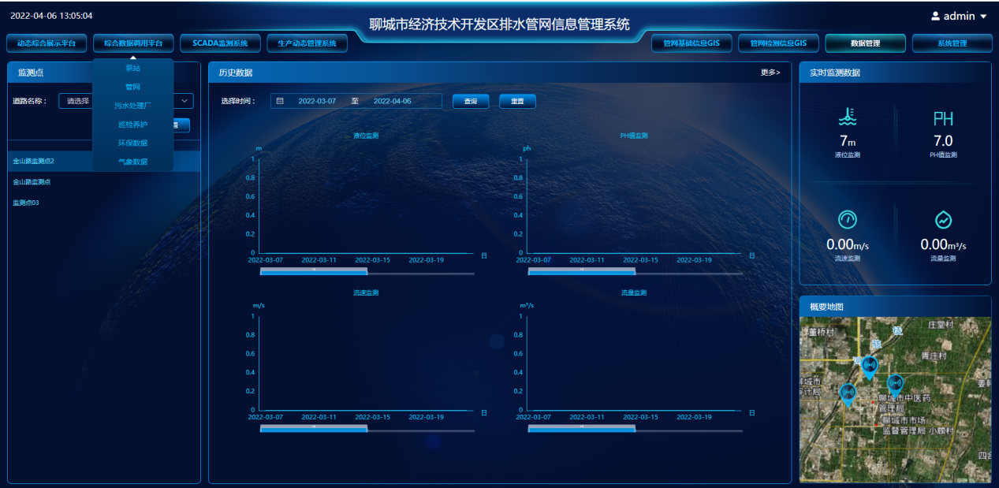 2022-04-06 13:05:04
聊城市经济技术开发区排水管网信息管理系统
admin
动态综合展示平台
综合数据调用平台
SCADA监测系统
生产动态管理系统
管网基础信息GIS
管网检测信息GIS
数据管理
系统管理
泵站
管网
污水处理厂
巡检养护
环保数据
气象数据
监测点
道路名称：
请选择
置
金山路监测点2
金山路监测点
监测点03
历史数据
更多>
选择时间：
2022-03-07 至 2022-04-06
查询
重置
液位监测
m
1
0.8
0.6
0.4
0.2
0
2022-03-07 2022-03-11 2022-03-15 2022-03-19
日
PH值监测
ph
1
0.8
0.6
0.4
0.2
0
2022-03-07 2022-03-11 2022-03-15 2022-03-19
日
流速监测
m/s
1
0.8
0.6
0.4
0.2
0
2022-03-07 2022-03-11 2022-03-15 2022-03-19
日
流量监测
m³/s
1
0.8
0.6
0.4
0.2
0
2022-03-07 2022-03-11 2022-03-15 2022-03-19
日
实时监测数据
7m
液位监测
PH
7.0
PH值监测
0.00m/s
流速监测
0.00m³/s
流量监测
概要地图
董桥村
庄堂村
徒
骇
河
胥庄村
聊城市中医药
管理局
聊城市市场
监督管理局
小顾村